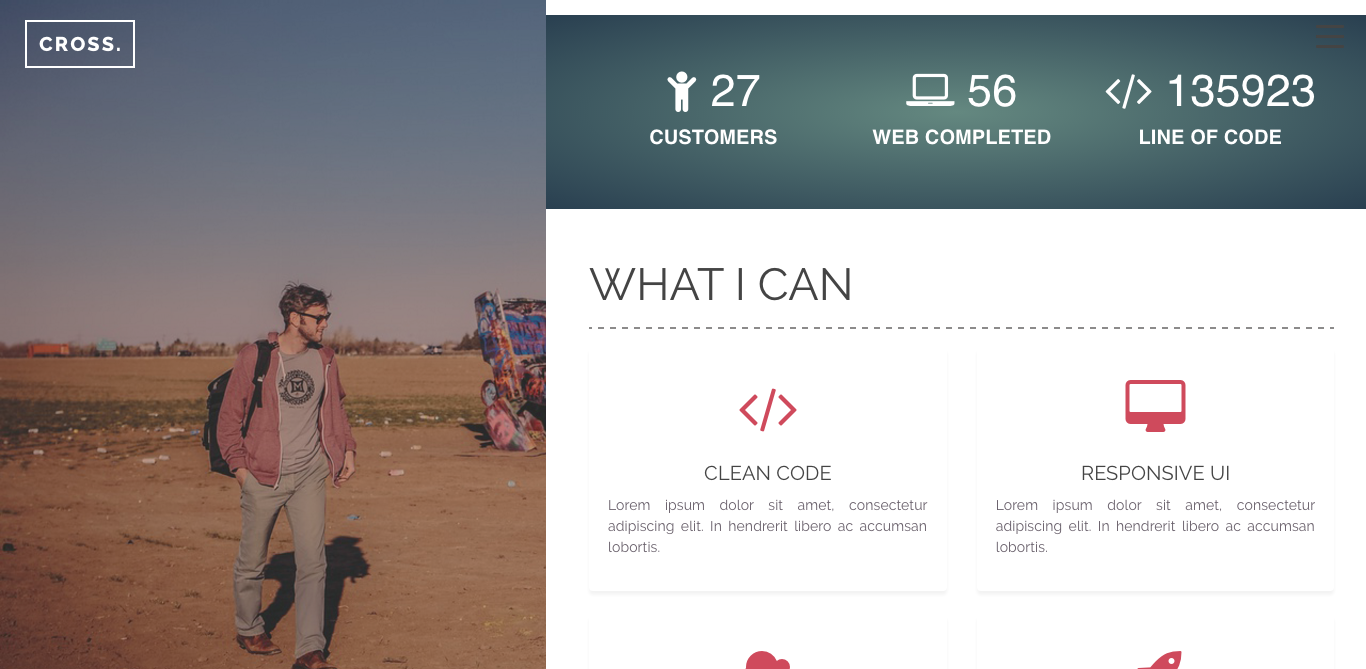 CROSS.
27
CUSTOMERS
56
WEB COMPLETED
135923
LINE OF CODE
WHAT I CAN
CLEAN CODE
Lorem ipsum dolor sit amet, consectetur
adipiscing elit. In hendrerit libero ac accumsan
lobortis.
RESPONSIVE UI
Lorem ipsum dolor sit amet, consectetur
adipiscing elit. In hendrerit libero ac accumsan
lobortis.